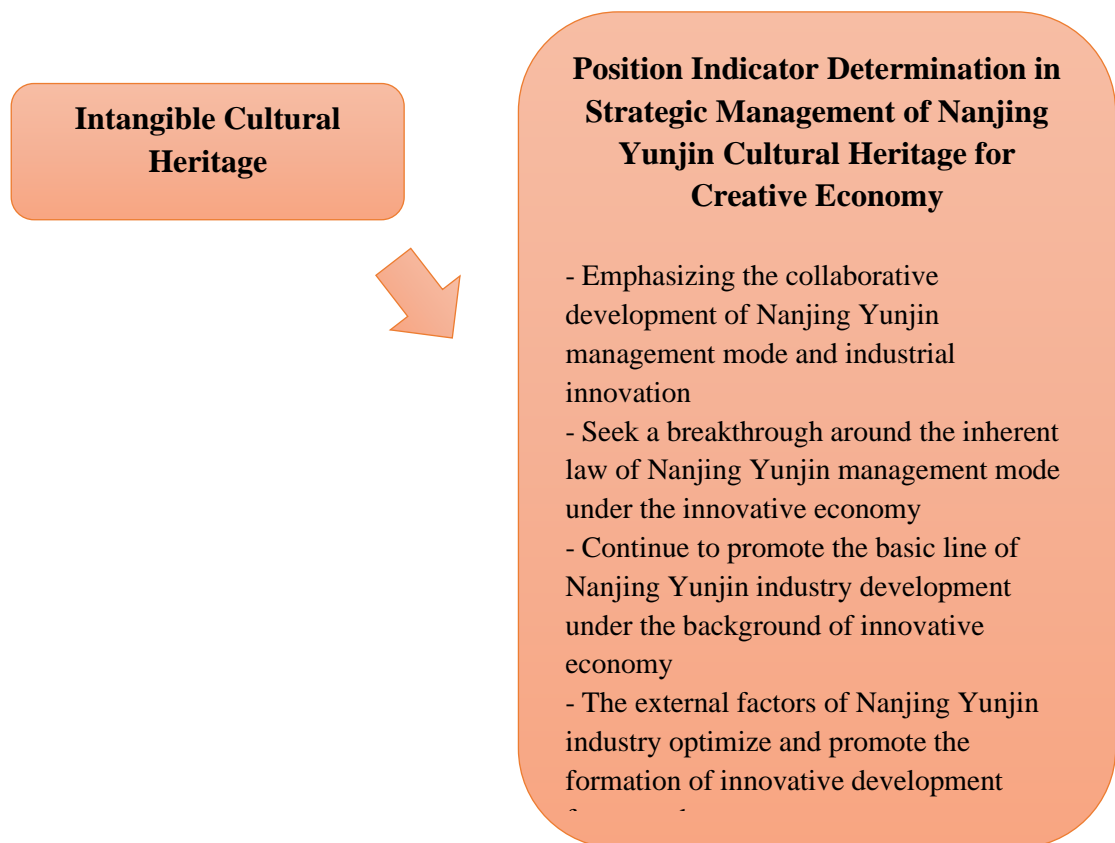 Intangible Cultural
Heritage
Position Indicator Determination in
Strategic Management of Nanjing
Yunjin Cultural Heritage for
Creative Economy
- Emphasizing the collaborative
development of Nanjing Yunjin
management mode and industrial
innovation
- Seek a breakthrough around the inherent
law of Nanjing Yunjin management mode
under the innovative economy
- Continue to promote the basic line of
Nanjing Yunjin industry development
under the background of innovative
economy
- The external factors of Nanjing Yunjin
industry optimize and promote the
formation of innovative development